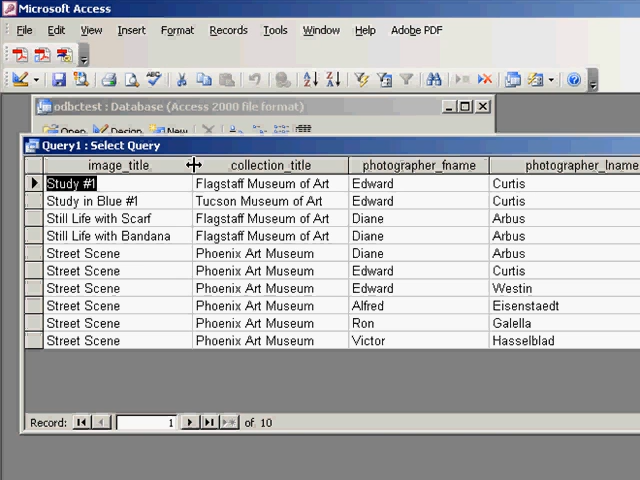 Microsoft Access
File Edit View Insert Format Records Tools Window Help Adobe PDF
odbctest : Database (Access 2000 file format)
Open Design New
Query1 : Select Query
image_title collection_title photographer_fname photographer_lname
Study #1 Flagstaff Museum of Art Edward Curtis
Study in Blue #1 Tucson Museum of Art Edward Curtis
Still Life with Scarf Flagstaff Museum of Art Diane Arbus
Still Life with Bandana Flagstaff Museum of Art Diane Arbus
Street Scene Phoenix Art Museum Diane Arbus
Street Scene Phoenix Art Museum Edward Curtis
Street Scene Phoenix Art Museum Edward Westin
Street Scene Phoenix Art Museum Alfred Eisenstaedt
Street Scene Phoenix Art Museum Ron Galella
Street Scene Phoenix Art Museum Victor Hasselblad
Record: 1 of 10